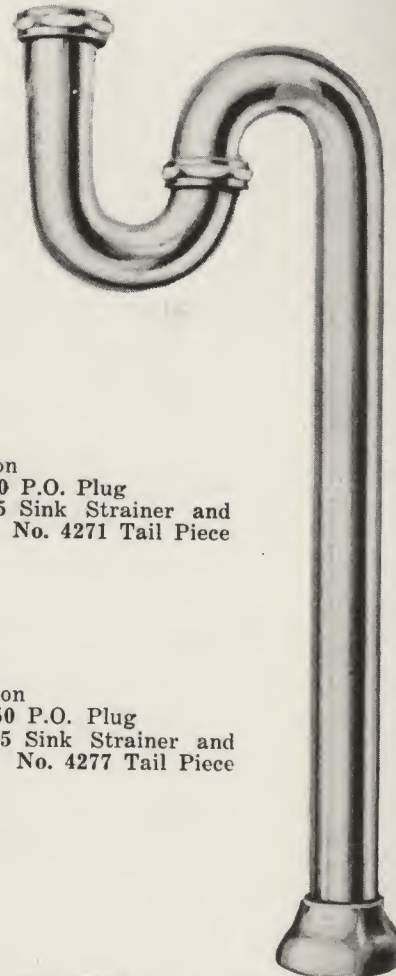 on
0 P.O. Plug
5 Sink Strainer and
No. 4271 Tail Piece
on
50 P.O. Plug
5 Sink Strainer and
No. 4277 Tail Piece